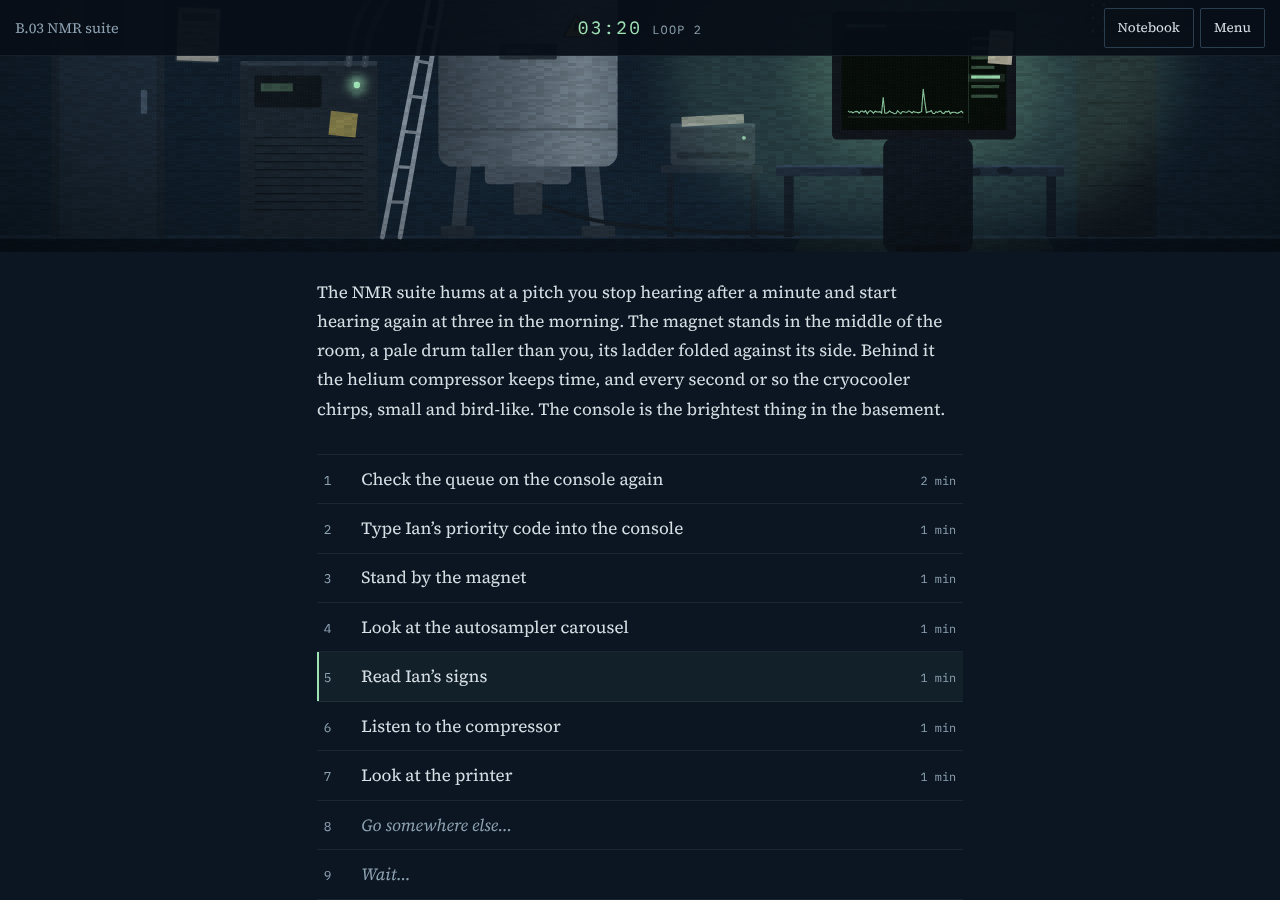 B.03 NMR suite
03:20 LOOP 2
Notebook
Menu
The NMR suite hums at a pitch you stop hearing after a minute and start
hearing again at three in the morning. The magnet stands in the middle of the
room, a pale drum taller than you, its ladder folded against its side. Behind it
the helium compressor keeps time, and every second or so the cryocooler
chirps, small and bird-like. The console is the brightest thing in the basement.
1 Check the queue on the console again 2 min
2 Type Ian’s priority code into the console 1 min
3 Stand by the magnet 1 min
4 Look at the autosampler carousel 1 min
5 Read Ian’s signs 1 min
6 Listen to the compressor 1 min
7 Look at the printer 1 min
8 Go somewhere else...
9 Wait...